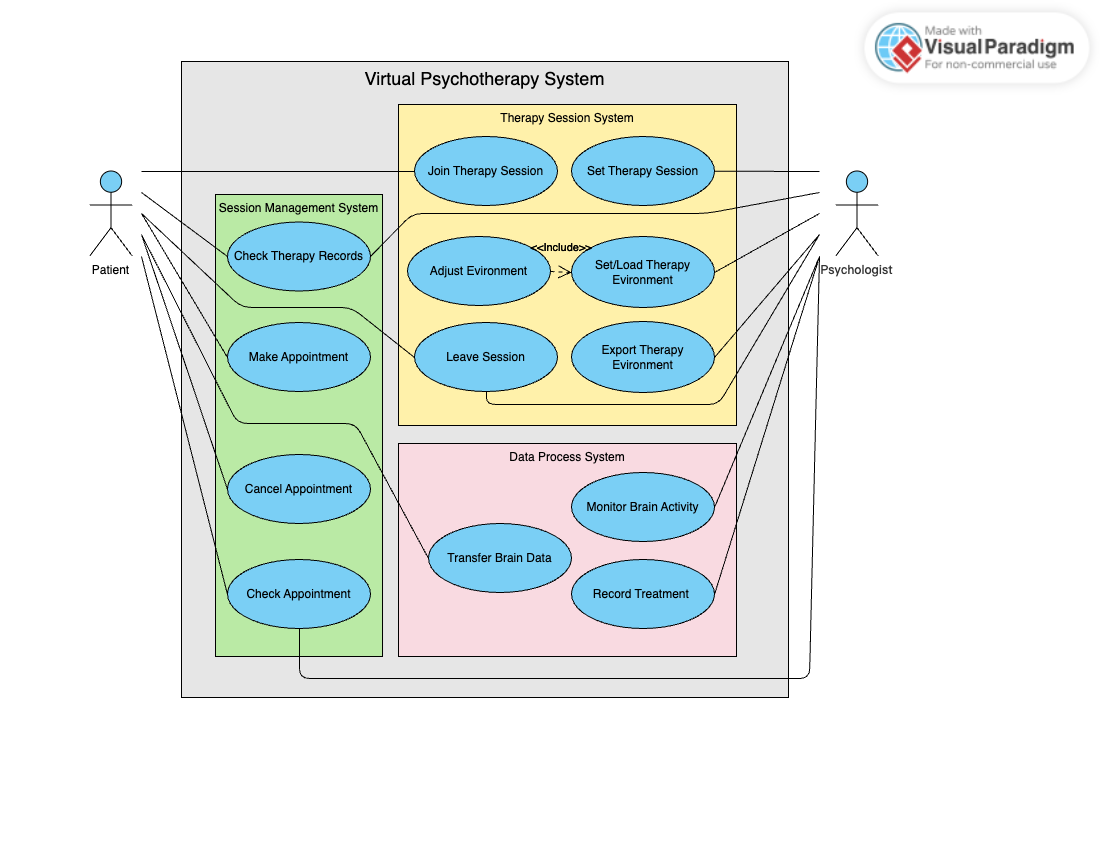 Made with
Visual Paradigm
For non-commercial use
Virtual Psychotherapy System
Therapy Session System
Join Therapy Session
Set Therapy Session
Session Management System
Check Therapy Records
<<Include>>
Adjust Evironment
Set/Load Therapy
Evironment
Patient
Psychologist
Make Appointment
Leave Session
Export Therapy
Evironment
Data Process System
Cancel Appointment
Monitor Brain Activity
Transfer Brain Data
Check Appointment
Record Treatment